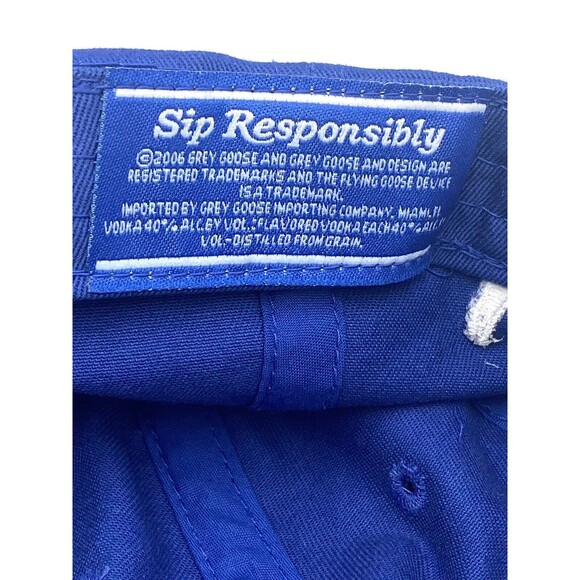 Sip Responsibly
©2006 GREY GOOSE AND GREY GOOSE AND DESIGN ARE
REGISTERED TRADEMARKS AND THE FLYING GOOSE DEVICE
IS A TRADEMARK.
IMPORTED BY GREY GOOSE IMPORTING COMPANY, MIAMI, FL
VODKA 40% ALC. BY VOL.: FLAVORED VODKA EACH 40% ALC.
VOL-DISTILLED FROM GRAIN.